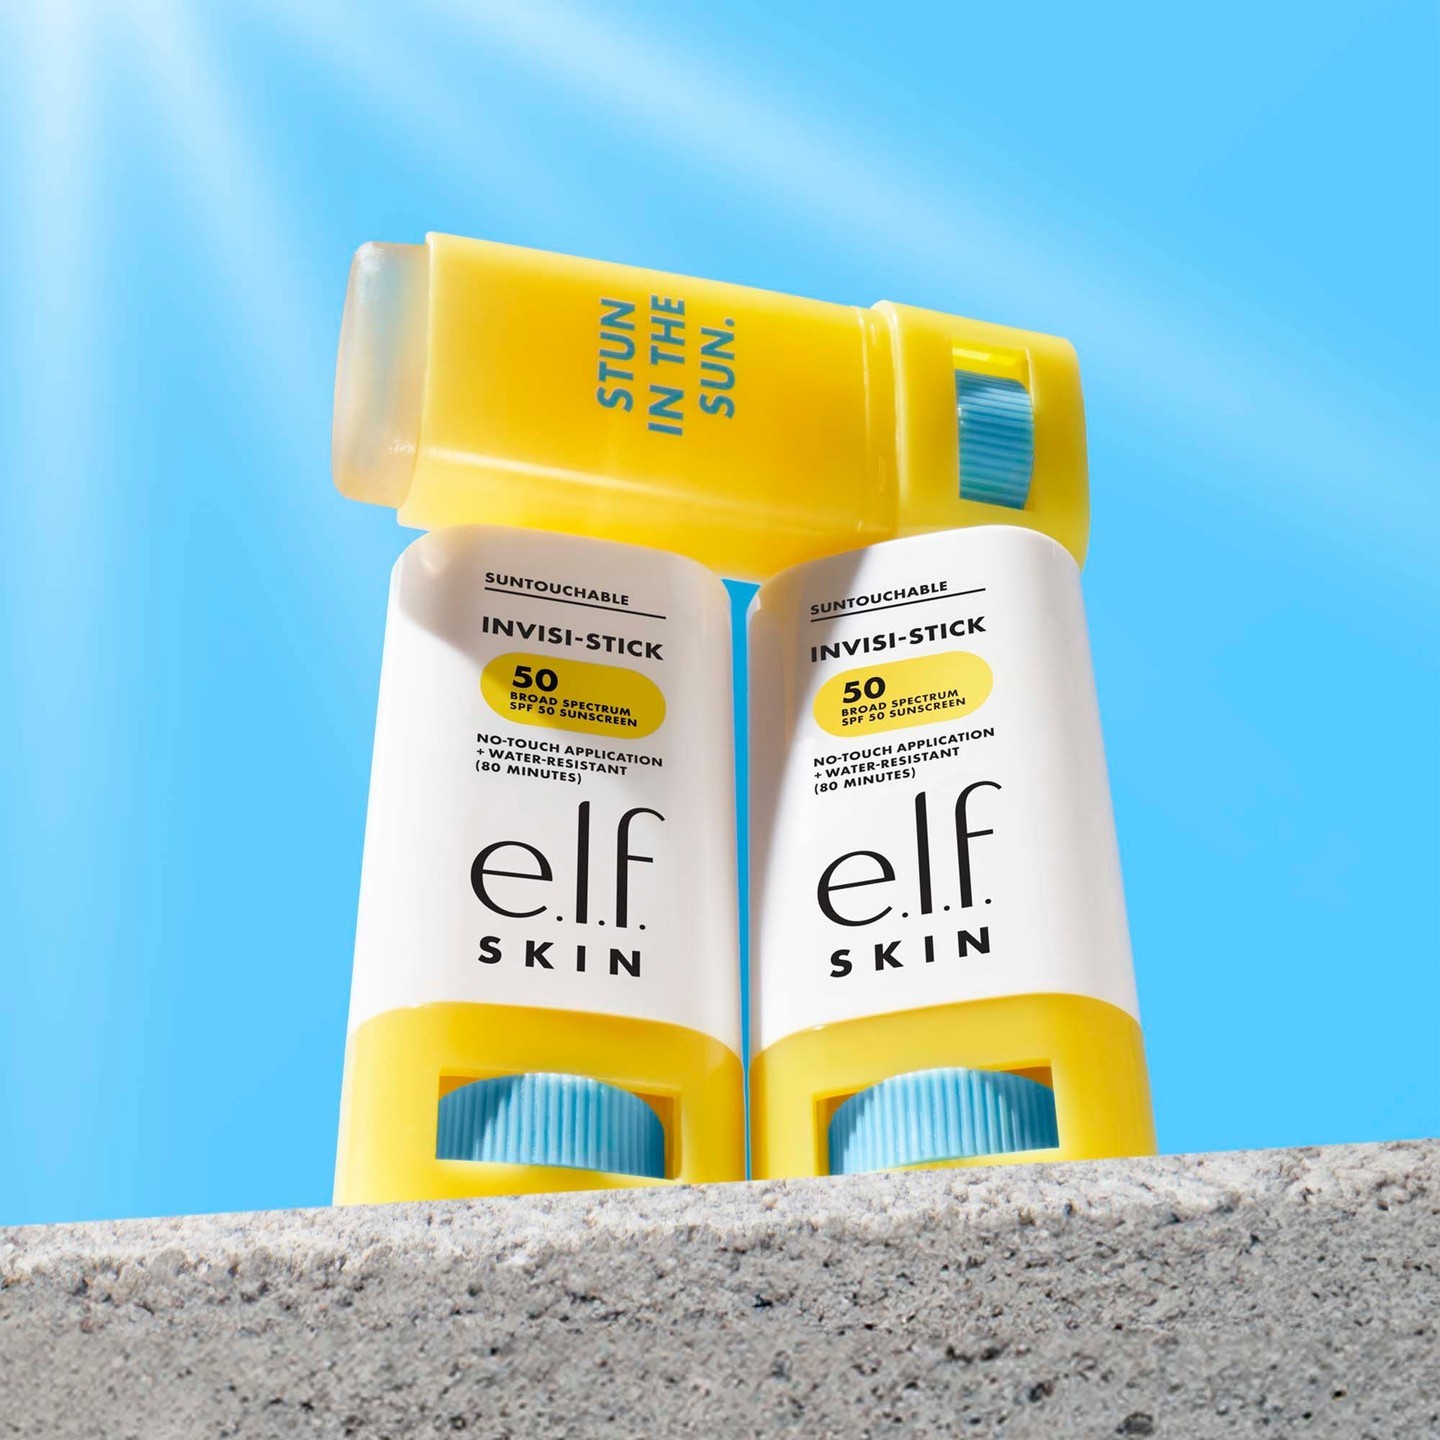 STUN
IN THE
SUN.
SUNTOUCHABLE
INVISI-STICK
50
BROAD SPECTRUM
SPF 50 SUNSCREEN
NO-TOUCH APPLICATION
+ WATER-RESISTANT
(80 MINUTES)
e.l.f.
SKIN
SUNTOUCHABLE
INVISI-STICK
50
BROAD SPECTRUM
SPF 50 SUNSCREEN
NO-TOUCH APPLICATION
+ WATER-RESISTANT
(80 MINUTES)
e.l.f.
SKIN